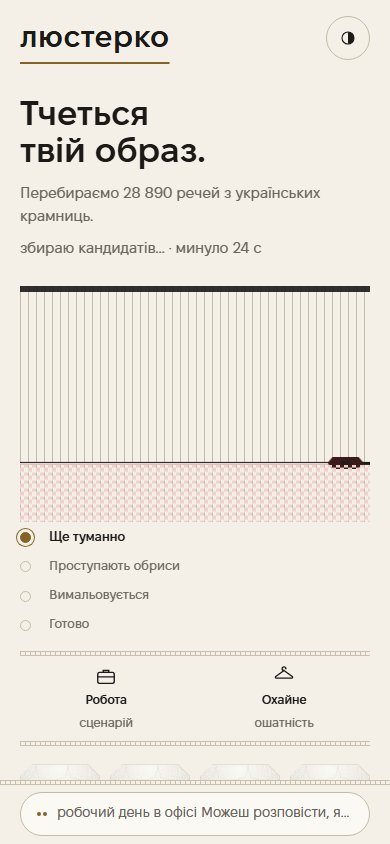 люстерко
Тчеться
твій образ.
Перебираємо 28 890 речей з українських
крамниць.
збираю кандидатів… · минуло 24 с
Ще туманно
Проступають обриси
Вимальовується
Готово
Робота
Охайне
сценарій
ошатність
робочий день в офісі Можеш розповісти, я…